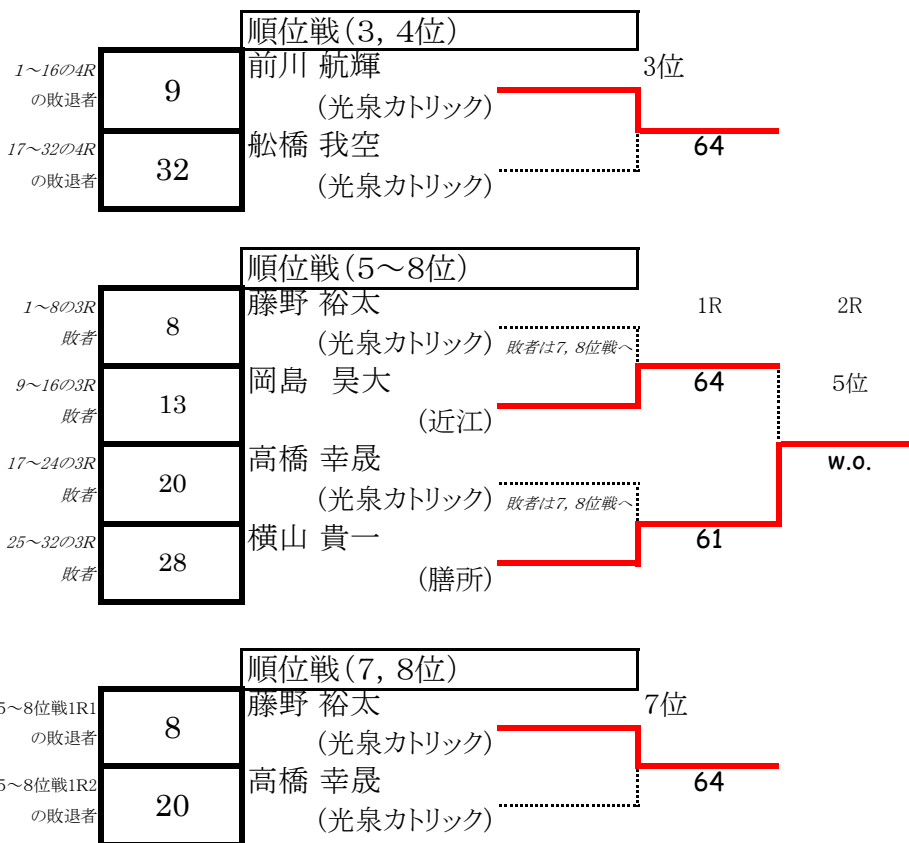 順位戦(3, 4位)
1～16の4R
の敗退者
9
前川 航輝
(光泉カトリック)
3位
17～32の4R
の敗退者
32
舩橋 我空
(光泉カトリック)
64
順位戦(5～8位)
1～8の3R
敗者
8
藤野 裕太
(光泉カトリック)
敗者は7, 8位戦へ
1R
2R
9～16の3R
敗者
13
岡島　昊大
(近江)
64
5位
17～24の3R
敗者
20
高橋 幸晟
(光泉カトリック)
敗者は7, 8位戦へ
w.o.
25～32の3R
敗者
28
横山 貴一
(膳所)
61
順位戦(7, 8位)
5～8位戦1R1
の敗退者
8
藤野 裕太
(光泉カトリック)
7位
5～8位戦1R2
の敗退者
20
高橋 幸晟
(光泉カトリック)
64